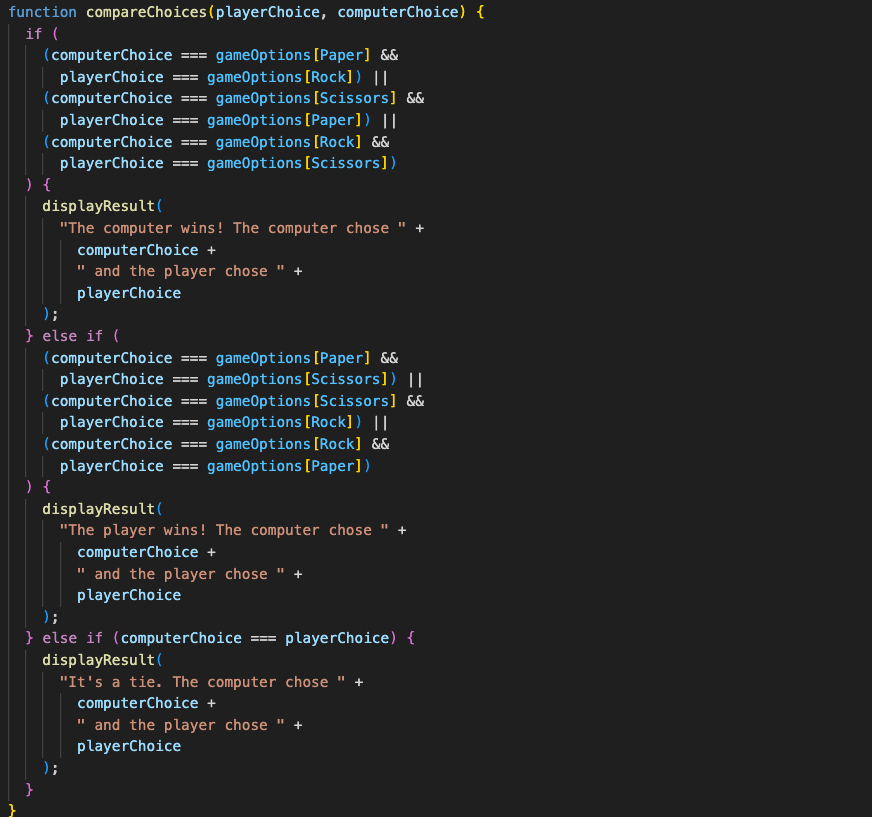 function compareChoices(playerChoice, computerChoice) {
  if (
    (computerChoice === gameOptions[Paper] &&
      playerChoice === gameOptions[Rock]) ||
    (computerChoice === gameOptions[Scissors] &&
      playerChoice === gameOptions[Paper]) ||
    (computerChoice === gameOptions[Rock] &&
      playerChoice === gameOptions[Scissors])
  ) {
    displayResult(
      "The computer wins! The computer chose " +
        computerChoice +
        " and the player chose " +
        playerChoice
    );
  } else if (
    (computerChoice === gameOptions[Paper] &&
      playerChoice === gameOptions[Scissors]) ||
    (computerChoice === gameOptions[Scissors] &&
      playerChoice === gameOptions[Rock]) ||
    (computerChoice === gameOptions[Rock] &&
      playerChoice === gameOptions[Paper])
  ) {
    displayResult(
      "The player wins! The computer chose " +
        computerChoice +
        " and the player chose " +
        playerChoice
    );
  } else if (computerChoice === playerChoice) {
    displayResult(
      "It's a tie. The computer chose " +
        computerChoice +
        " and the player chose " +
        playerChoice
    );
  }
}